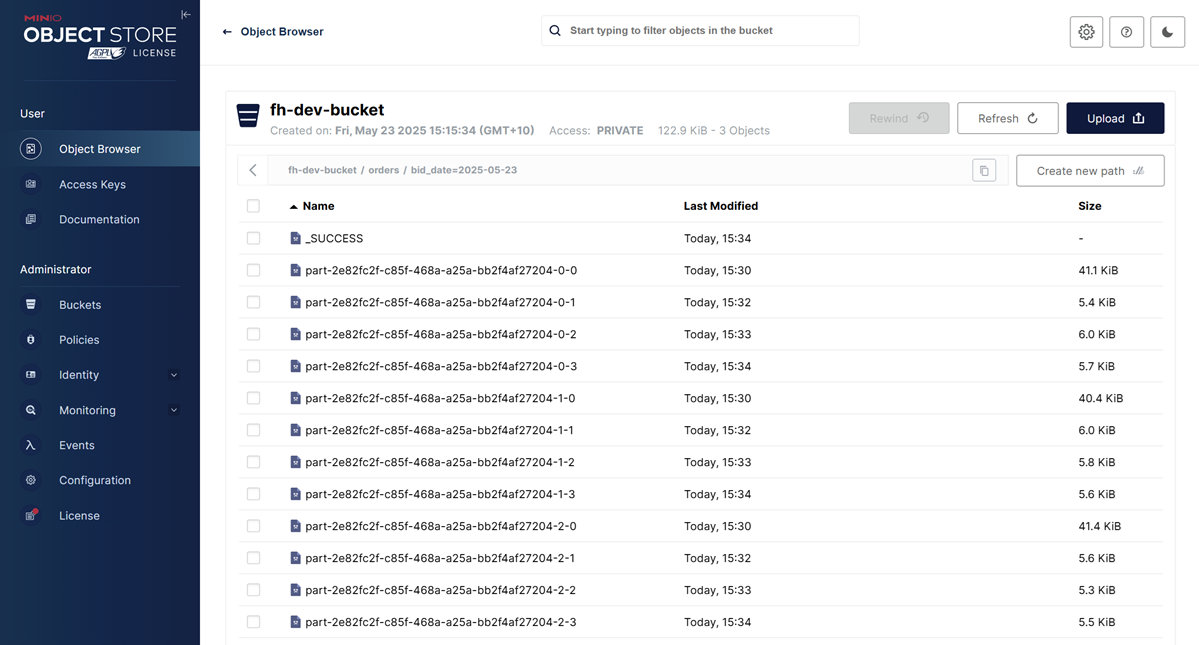 MINIO
OBJECT STORE
AGPL LICENSE
User
Object Browser
Access Keys
Documentation
Administrator
Buckets
Policies
Identity
Monitoring
Events
Configuration
License
← Object Browser
Start typing to filter objects in the bucket
fh-dev-bucket
Created on: Fri, May 23 2025 15:15:34 (GMT+10) Access: PRIVATE 122.9 KiB - 3 Objects
Rewind
Refresh
Upload
fh-dev-bucket / orders / bid_date=2025-05-23
Create new path
Name Last Modified Size
_SUCCESS Today, 15:34 -
part-2e82fc2f-c85f-468a-a25a-bb2f4af27204-0-0 Today, 15:30 41.1 KiB
part-2e82fc2f-c85f-468a-a25a-bb2f4af27204-0-1 Today, 15:32 5.4 KiB
part-2e82fc2f-c85f-468a-a25a-bb2f4af27204-0-2 Today, 15:33 6.0 KiB
part-2e82fc2f-c85f-468a-a25a-bb2f4af27204-0-3 Today, 15:34 5.7 KiB
part-2e82fc2f-c85f-468a-a25a-bb2f4af27204-1-0 Today, 15:30 40.4 KiB
part-2e82fc2f-c85f-468a-a25a-bb2f4af27204-1-1 Today, 15:32 6.0 KiB
part-2e82fc2f-c85f-468a-a25a-bb2f4af27204-1-2 Today, 15:33 5.8 KiB
part-2e82fc2f-c85f-468a-a25a-bb2f4af27204-1-3 Today, 15:34 5.6 KiB
part-2e82fc2f-c85f-468a-a25a-bb2f4af27204-2-0 Today, 15:30 41.4 KiB
part-2e82fc2f-c85f-468a-a25a-bb2f4af27204-2-1 Today, 15:32 5.6 KiB
part-2e82fc2f-c85f-468a-a25a-bb2f4af27204-2-2 Today, 15:33 5.3 KiB
part-2e82fc2f-c85f-468a-a25a-bb2f4af27204-2-3 Today, 15:34 5.5 KiB